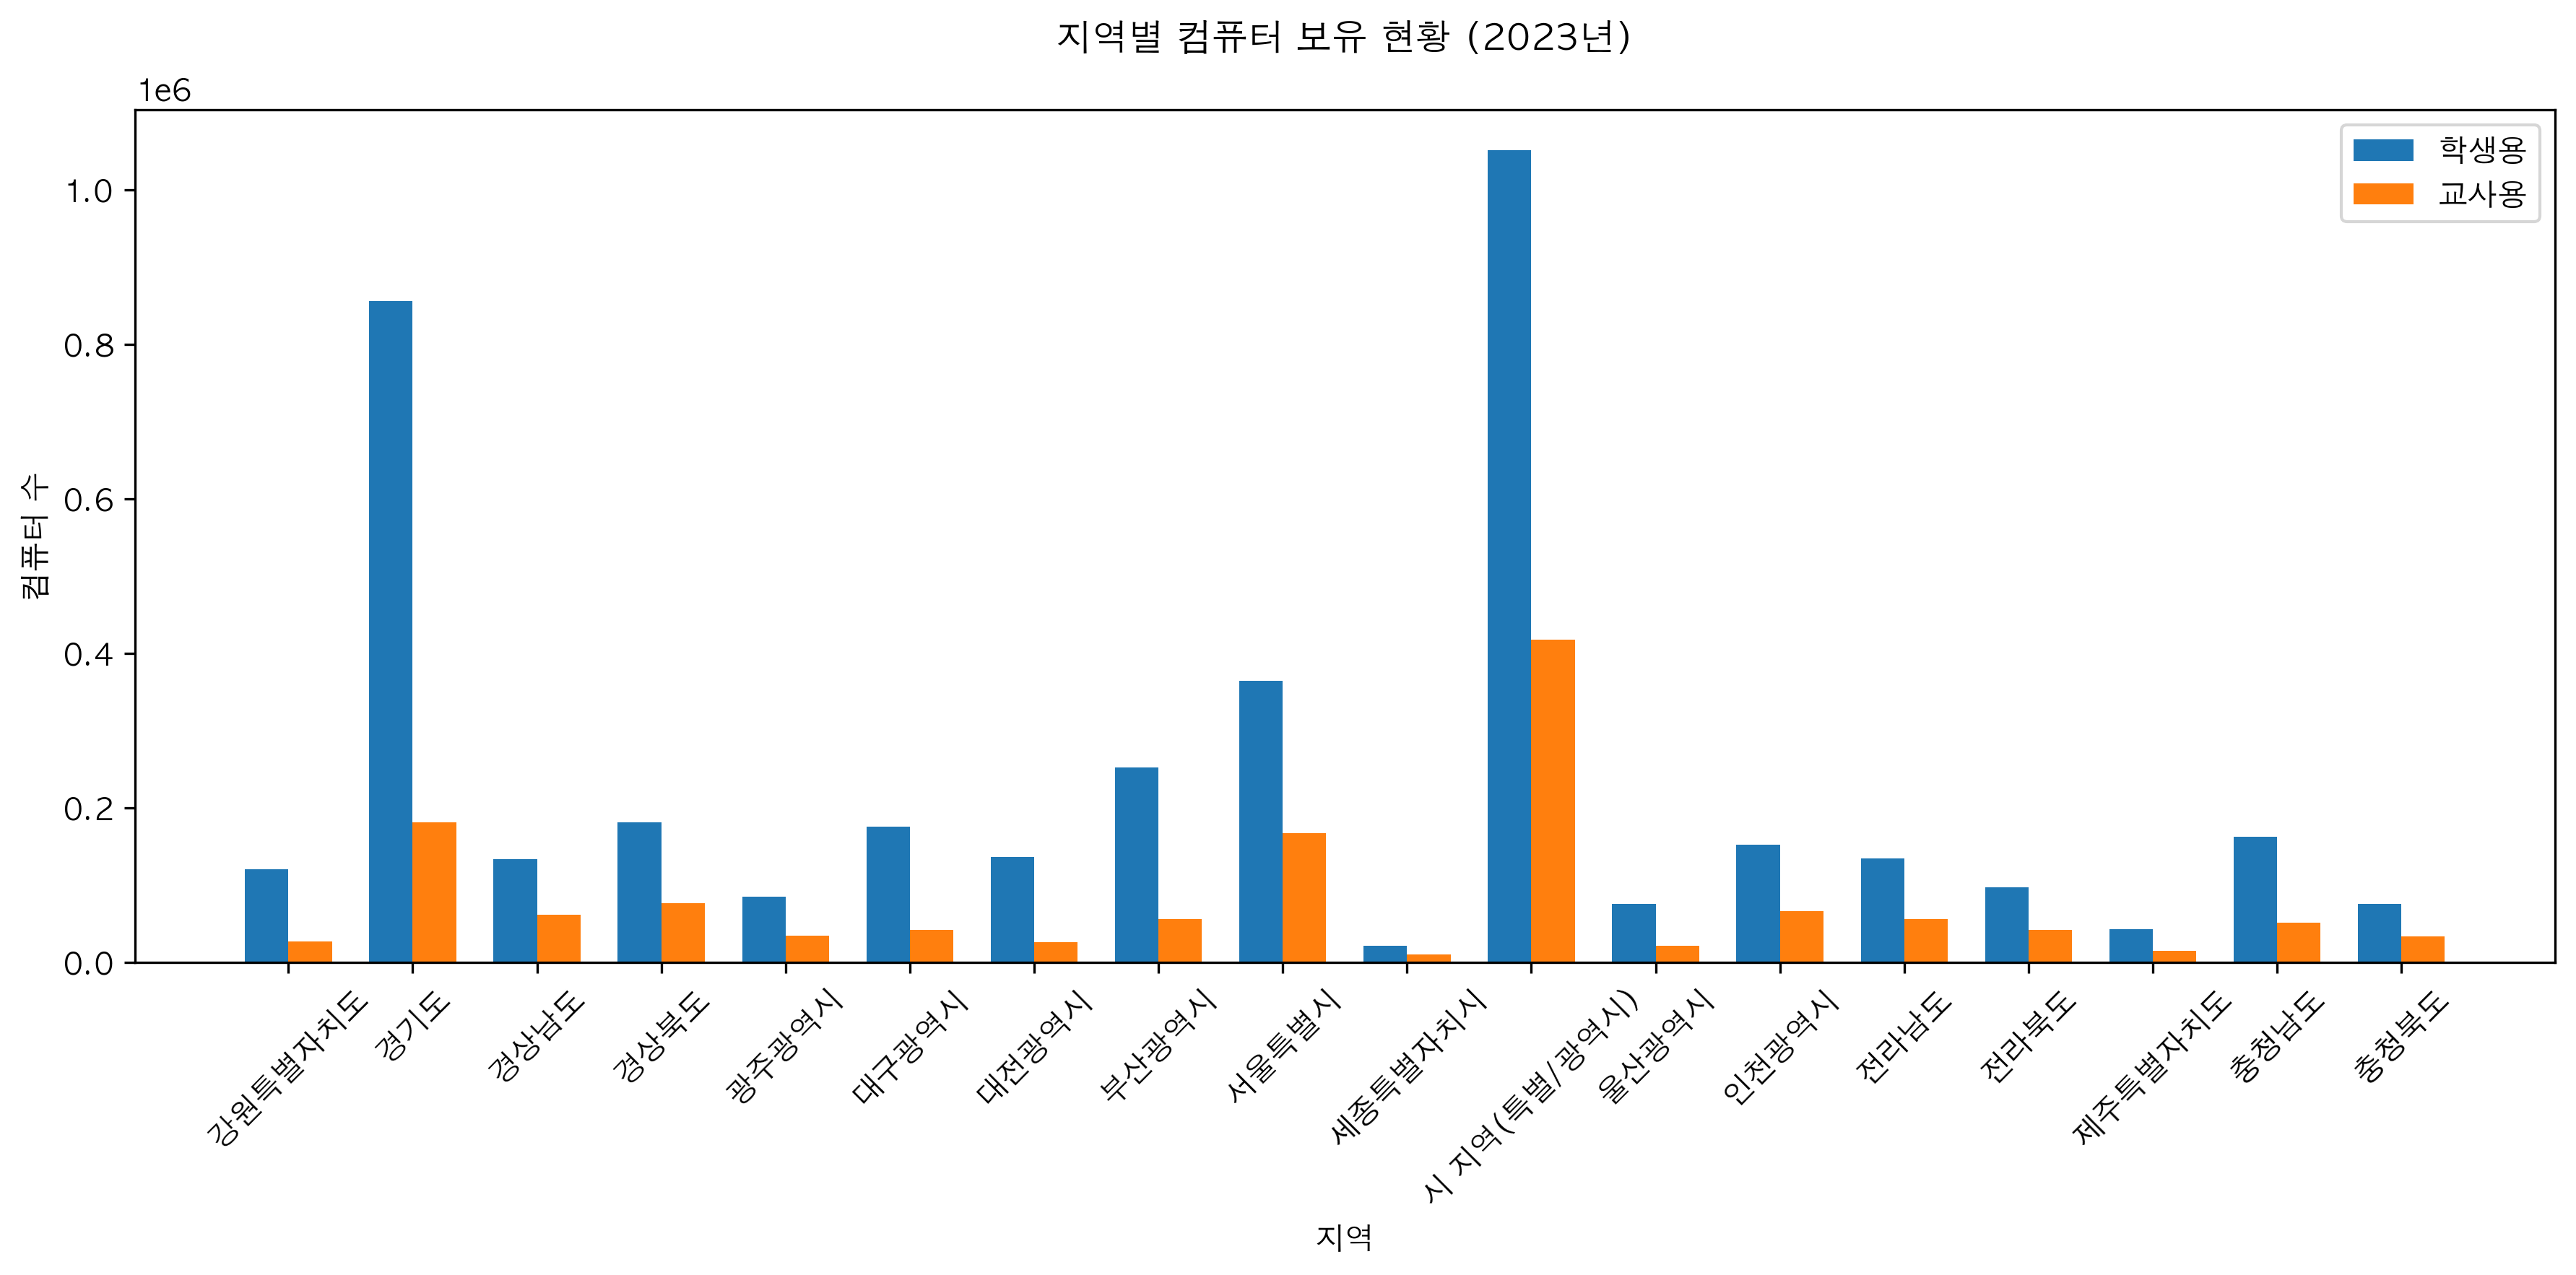 지역별 컴퓨터 보유 현황 (2023년)
1e6
학생용
교사용
컴퓨터 수
1.0
0.8
0.6
0.4
0.2
0.0
강원특별자치도
경기도
경상남도
경상북도
광주광역시
대구광역시
대전광역시
부산광역시
서울특별시
세종특별자치시
시 지역(특별/광역시)
울산광역시
인천광역시
전라남도
전라북도
제주특별자치도
충청남도
충청북도
지역